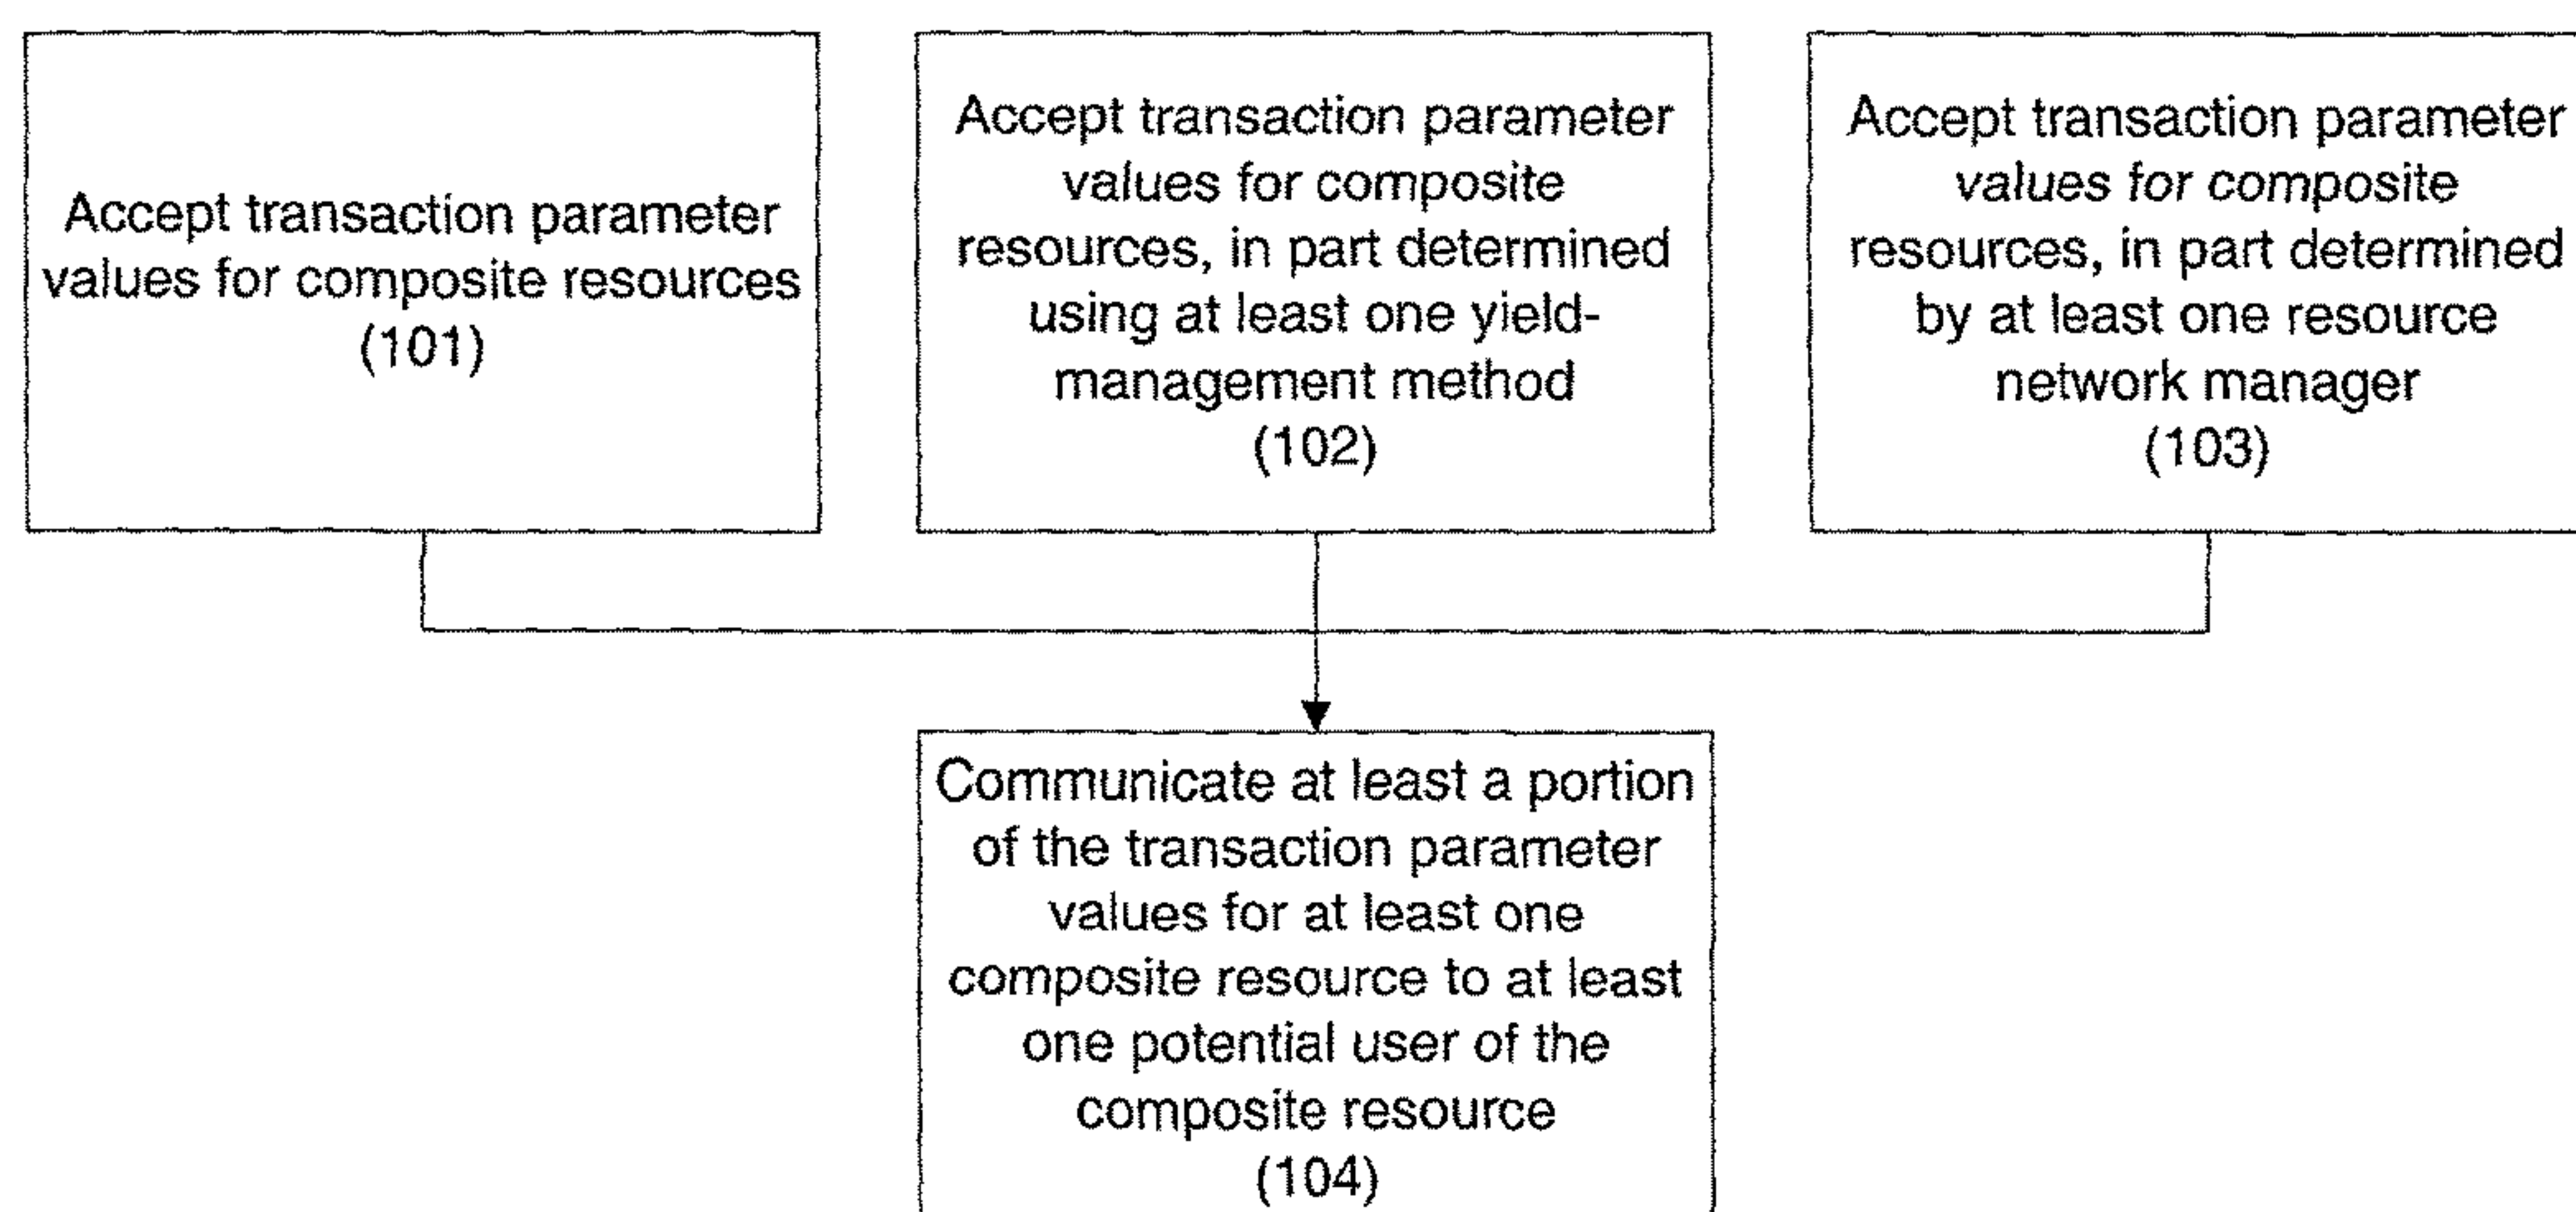 Accept transaction parameter
values for composite resources
(101)
Accept transaction parameter
values for composite
resources, in part determined
using at least one yield-
management method
(102)
Accept transaction parameter
values for composite
resources, in part determined
by at least one resource
network manager
(103)
Communicate at least a portion
of the transaction parameter
values for at least one
composite resource to at least
one potential user of the
composite resource
(104)